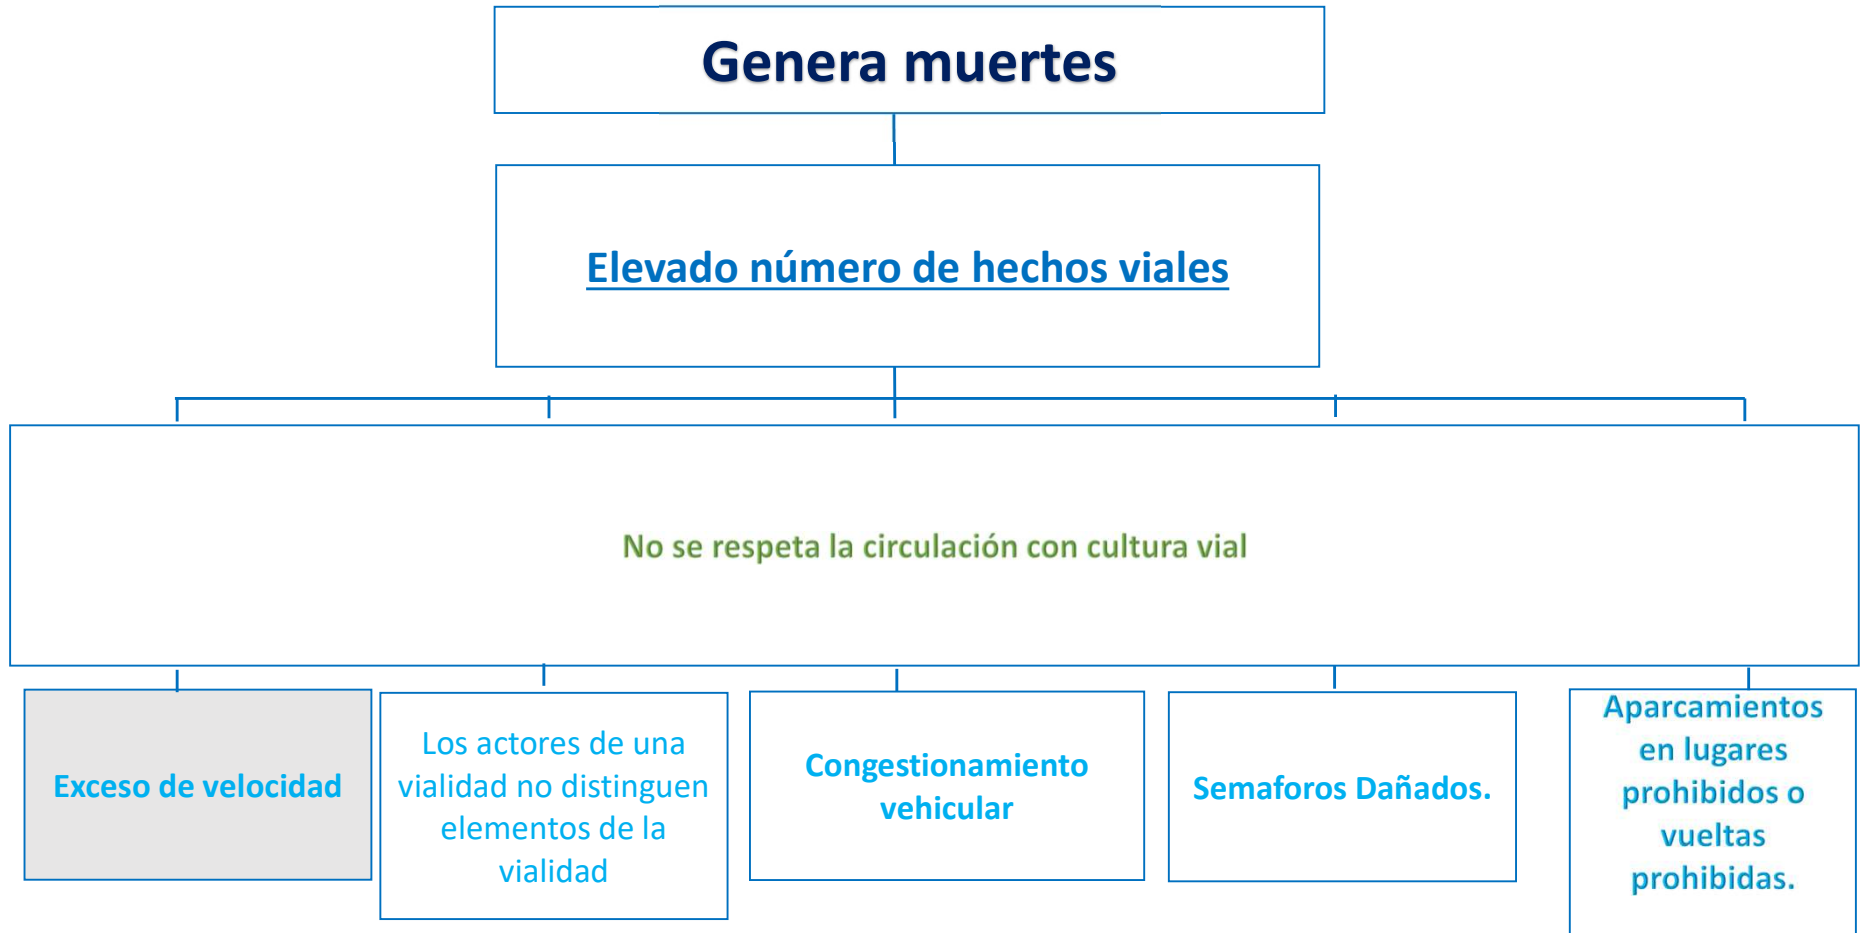 Genera muertes
Elevado número de hechos viales
No se respeta la circulación con cultura vial
Exceso de velocidad
Los actores de una
vialidad no distinguen
elementos de la
vialidad
Congestionamiento
vehicular
Semaforos Dañados.
Aparcamientos
en lugares
prohibidos o
vueltas
prohibidas.